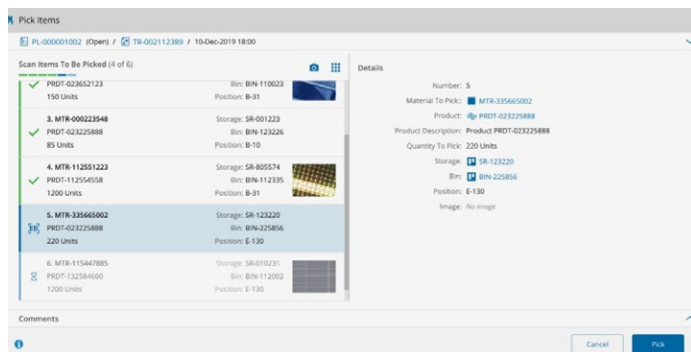 Pick Items
PL-000001002 (Open) / TR-002112389 / 10-Dec-2019 18:00
Scan Items To Be Picked (4 of 6)
PRDT-023652123 Bin: BIN-110023
150 Units Position: B-31
3. MTR-000223548 Storage: SR-001223
PRDT-023225888 Bin: BIN-123226
85 Units Position: B-10
4. MTR-112551223 Storage: SR-805574
PRDT-112554558 Bin: BIN-112335
1200 Units Position: B-31
5. MTR-335665002 Storage: SR-123220
PRDT-023225888 Bin: BIN-225856
220 Units Position: E-130
6. MTR-115447885 Storage: SR-010231
PRDT-132584660 Bin: BIN-112002
1200 Units Position: E-130
Details
Number: 5
Material To Pick: MTR-335665002
Product: PRDT-023225888
Product Description: Product PRDT-023225888
Quantity To Pick: 220 Units
Storage: SR-123220
Bin: BIN-225856
Position: E-130
Image: No image
Comments
Cancel Pick